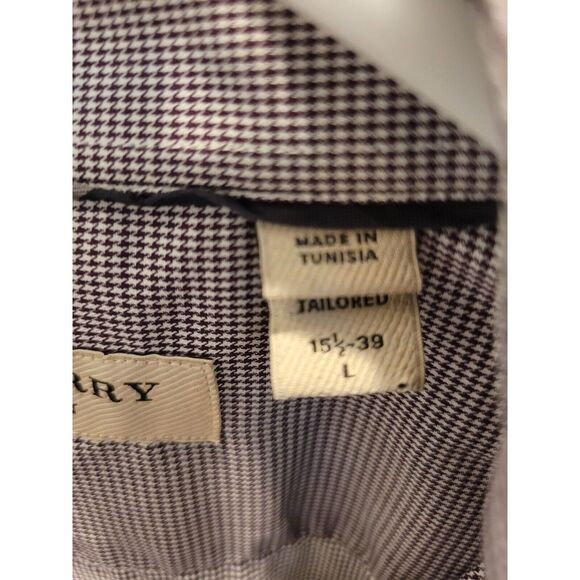 MADE IN
TUNISIA
TAILORED
15½-39
L
RRY